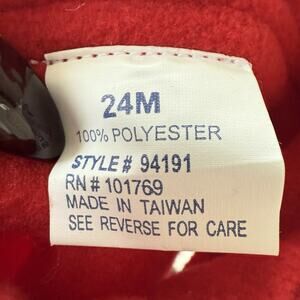 24M
100% POLYESTER
STYLE# 94191
RN # 101769
MADE IN TAIWAN
SEE REVERSE FOR CARE